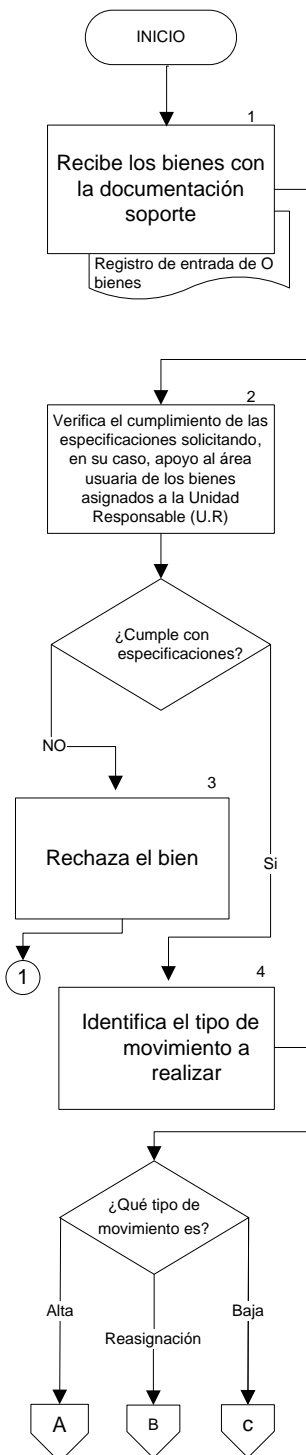 INICIO
1
Recibe los bienes con
la documentación
soporte
Registro de entrada de O
bienes
2
Verifica el cumplimiento de las
especificaciones solicitando,
en su caso, apoyo al área
usuaria de los bienes
asignados a la Unidad
Responsable (U.R)
¿Cumple con
especificaciones?
NO
3
Rechaza el bien
Si
1
4
Identifica el tipo de
movimiento a
realizar
¿Qué tipo de
movimiento es?
Alta
Baja
Reasignación
A
B
c